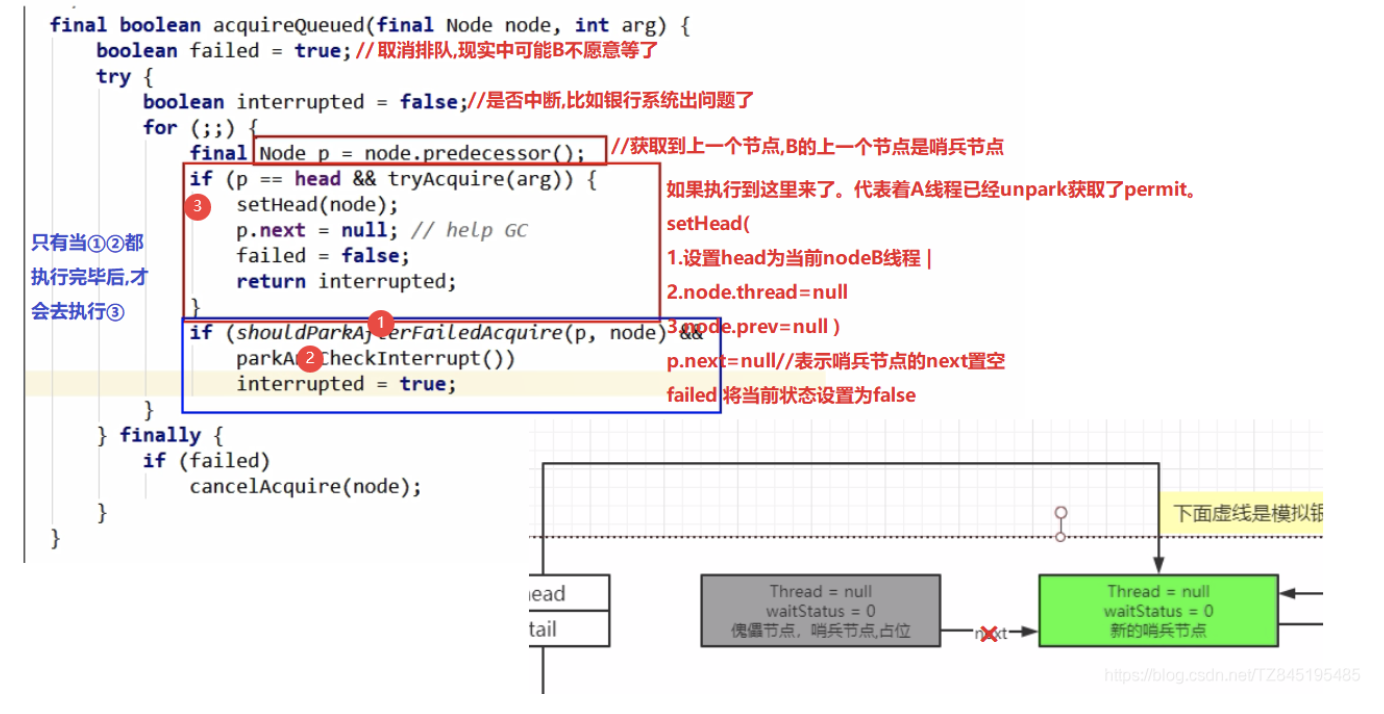 final boolean acquireQueued(final Node node, int arg) {
boolean failed = true; // 取消排队,现实中可能B不愿意等了
try {
boolean interrupted = false;//是否中断,比如银行系统出问题了
for (;;) {
final Node p = node.predecessor(); //获取到上一个节点,B的上一个节点是哨兵节点
if (p == head && tryAcquire(arg)) {
3
setHead(node);
p.next = null; // help GC
failed = false;
return interrupted;
}
如果执行到这里来了。代表着A线程已经unpark获取了permit。
setHead(
1.设置head为当前nodeB线程 |
2.node.thread=null
3.node.prev=null )
p.next=null//表示哨兵节点的next置空
failed 将当前状态设置为false
只有当①②都
执行完毕后,才
会去执行③
1
if (shouldParkAfterFailedAcquire(p, node) &&
2
parkAndCheckInterrupt())
interrupted = true;
}
} finally {
if (failed)
cancelAcquire(node);
}
}
下面虚线是模拟银
ead
tail
Thread = null
waitStatus = 0
傀儡节点，哨兵节点,占位
next
Thread = null
waitStatus = 0
新的哨兵节点
https://blog.csdn.net/TZ845195485